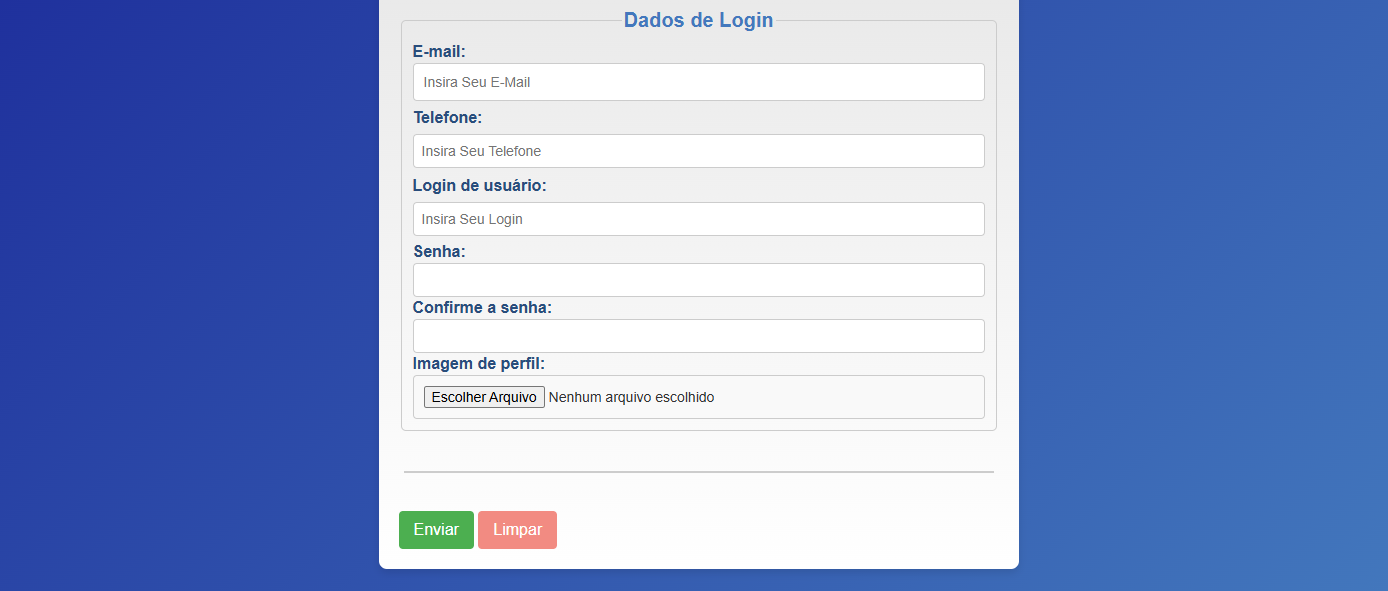 Dados de Login
E-mail:
Insira Seu E-Mail
Telefone:
Insira Seu Telefone
Login de usuário:
Insira Seu Login
Senha:
Confirme a senha:
Imagem de perfil:
Escolher Arquivo Nenhum arquivo escolhido
Enviar Limpar